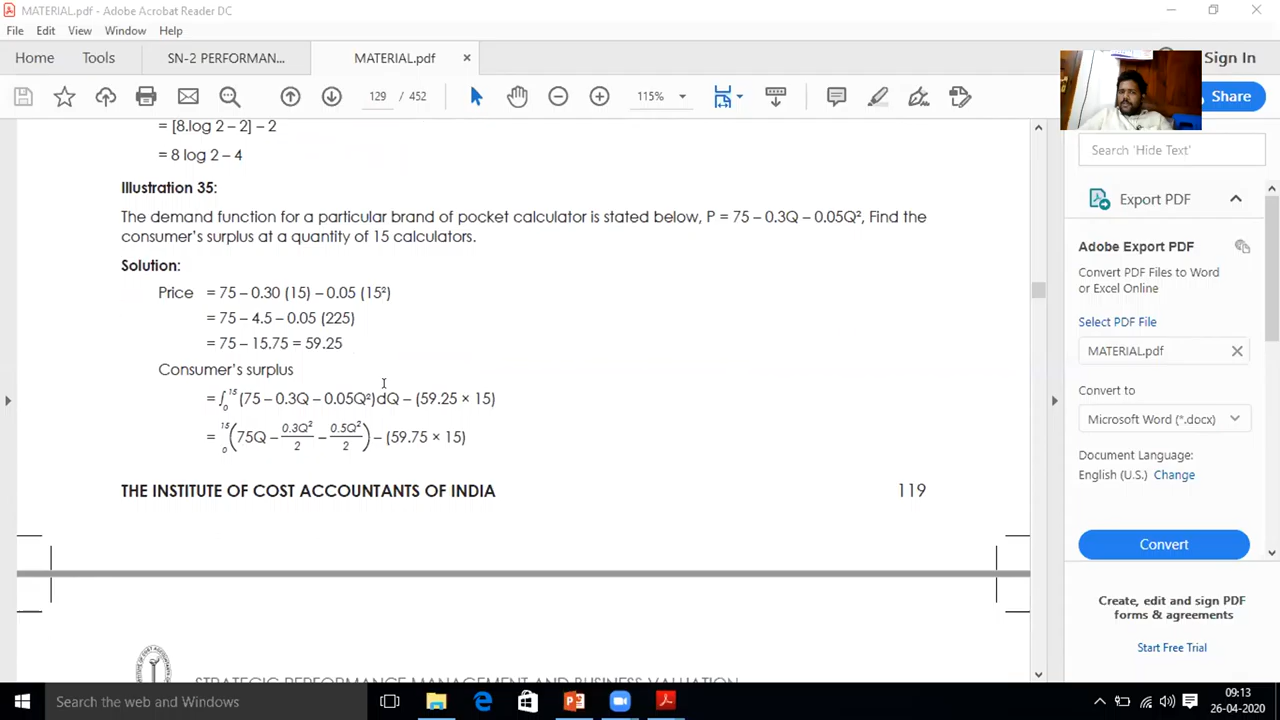 MATERIAL.pdf - Adobe Acrobat Reader DC
File Edit View Window Help
Home Tools SN-2 PERFORMAN... MATERIAL.pdf × Sign In
129 / 452 115% Share
= [8.log 2 – 2] – 2
= 8 log 2 – 4
Illustration 35:
The demand function for a particular brand of pocket calculator is stated below, P = 75 – 0.3Q – 0.05Q², Find the
consumer's surplus at a quantity of 15 calculators.
Solution:
Price = 75 – 0.30 (15) – 0.05 (15²)
= 75 – 4.5 – 0.05 (225)
= 75 – 15.75 = 59.25
Consumer's surplus
= ∫₀¹⁵ (75 – 0.3Q – 0.05Q²)dQ – (59.25 × 15)
= ₀¹⁵(75Q – 0.3Q²/2 – 0.5Q²/2) – (59.75 × 15)
THE INSTITUTE OF COST ACCOUNTANTS OF INDIA 119
STRATEGIC PERFORMANCE MANAGEMENT AND BUSINESS VALUATION
Search 'Hide Text'
Export PDF
Adobe Export PDF
Convert PDF Files to Word
or Excel Online
Select PDF File
MATERIAL.pdf
Convert to
Microsoft Word (*.docx)
Document Language:
English (U.S.) Change
Convert
Create, edit and sign PDF
forms & agreements
Start Free Trial
Search the web and Windows
09:13
26-04-2020